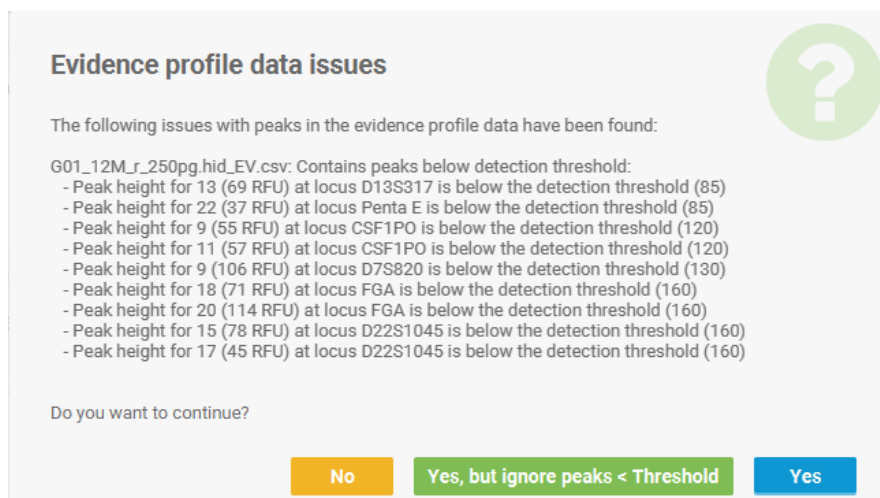 Evidence profile data issues
The following issues with peaks in the evidence profile data have been found:
G01_12M_r_250pg.hid_EV.csv: Contains peaks below detection threshold:
- Peak height for 13 (69 RFU) at locus D13S317 is below the detection threshold (85)
- Peak height for 22 (37 RFU) at locus Penta E is below the detection threshold (85)
- Peak height for 9 (55 RFU) at locus CSF1PO is below the detection threshold (120)
- Peak height for 11 (57 RFU) at locus CSF1PO is below the detection threshold (120)
- Peak height for 9 (106 RFU) at locus D7S820 is below the detection threshold (130)
- Peak height for 18 (71 RFU) at locus FGA is below the detection threshold (160)
- Peak height for 20 (114 RFU) at locus FGA is below the detection threshold (160)
- Peak height for 15 (78 RFU) at locus D22S1045 is below the detection threshold (160)
- Peak height for 17 (45 RFU) at locus D22S1045 is below the detection threshold (160)
Do you want to continue?
No Yes, but ignore peaks < Threshold Yes